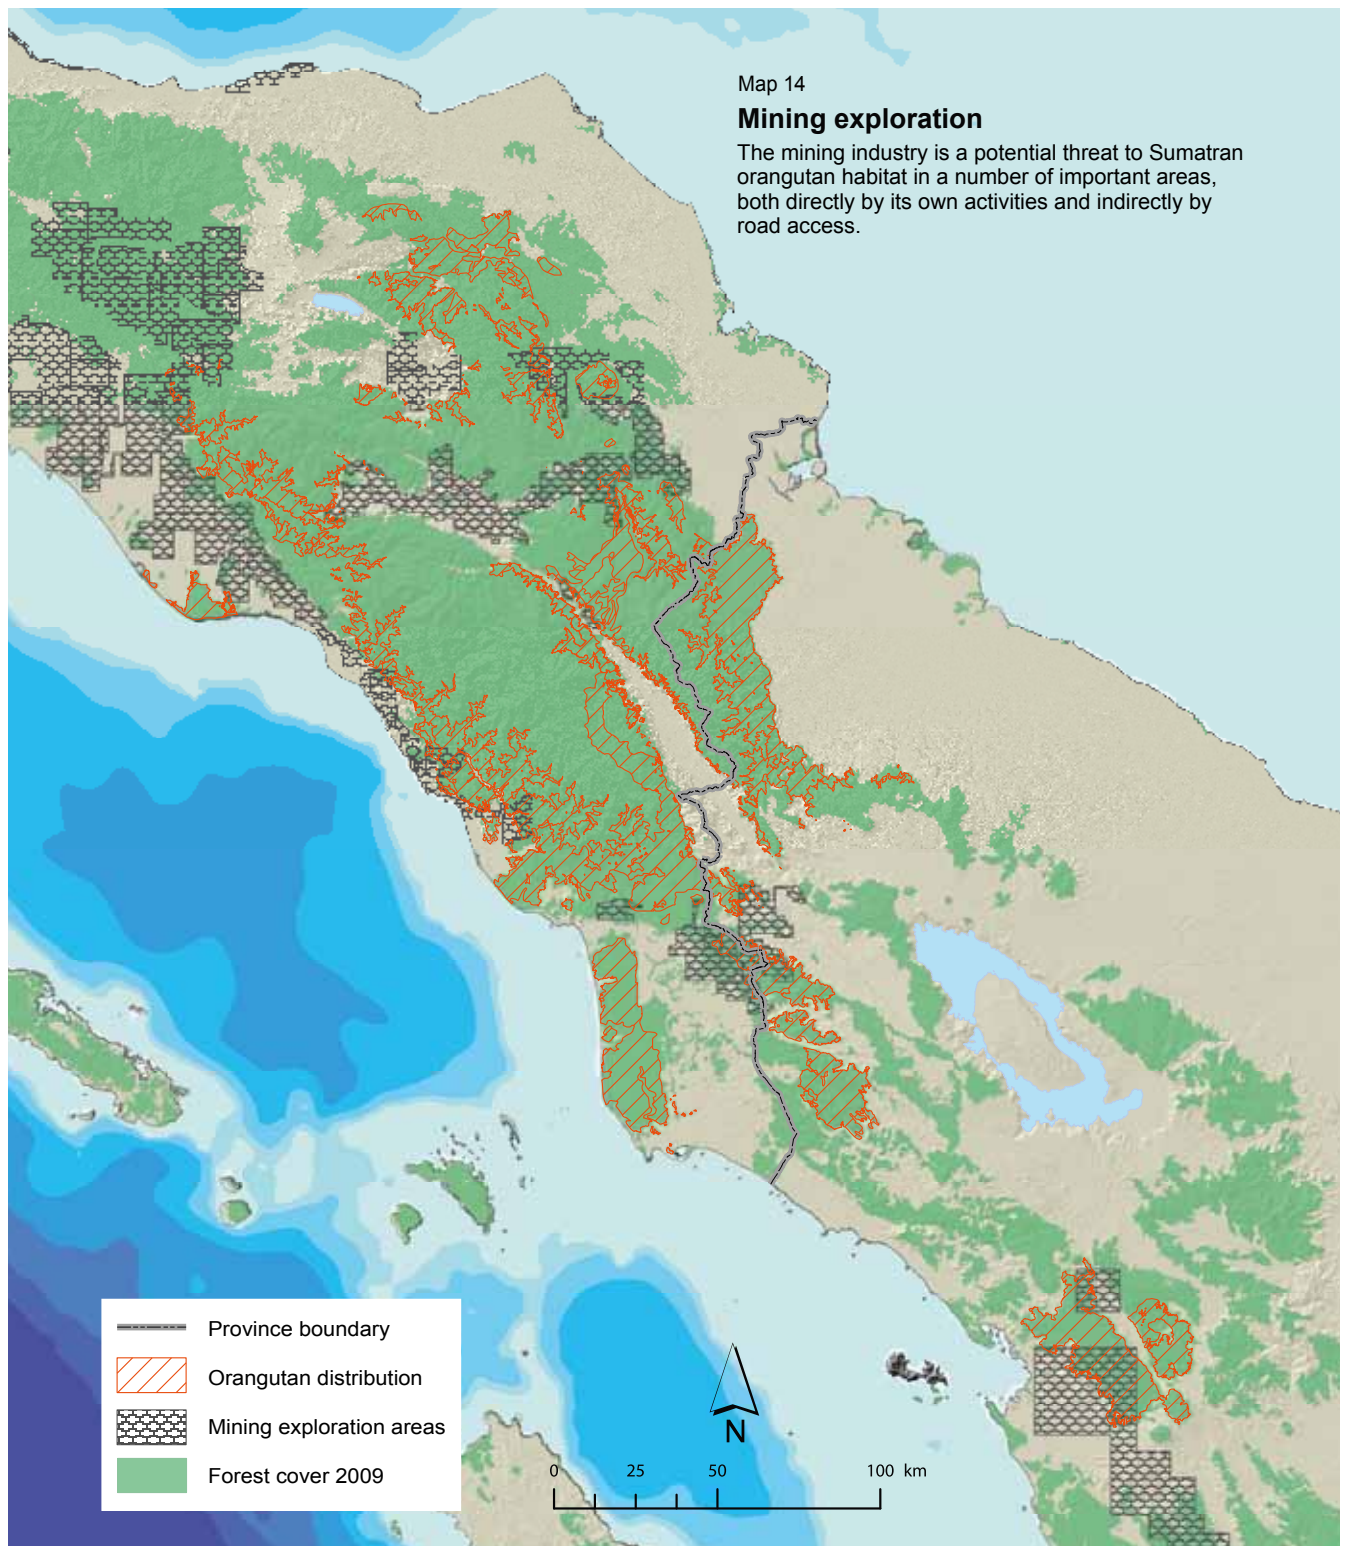 Map 14
Mining exploration
The mining industry is a potential threat to Sumatran
orangutan habitat in a number of important areas,
both directly by its own activities and indirectly by
road access.
Province boundary
Orangutan distribution
Mining exploration areas
Forest cover 2009
N
0 25 50 100 km